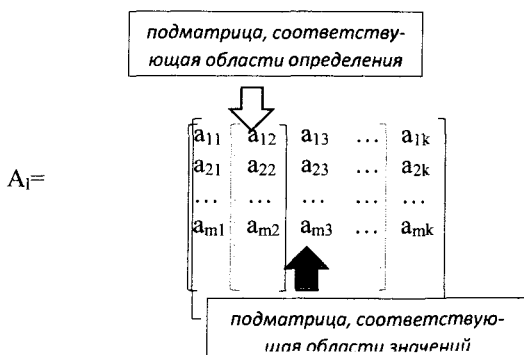 подматрица, соответству-
ющая области определения
a11 a12 a13 ... a1k
A1= a21 a22 a23 ... a2k
... ... ... ... ...
am1 am2 am3 ... amk
подматрица, соответствую-
щая области значений